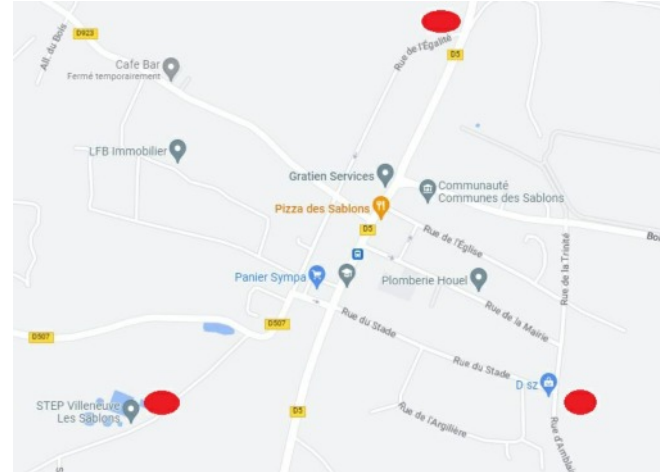 All. du Bois
D923
Rue de l'Égalité
D5
Cafe Bar
Fermé temporairement
LFB Immobilier
Gratien Services
Communauté
Communes des Sablons
Pizza des Sablons
D5
Rue de l'Église
Boi
Rue de la Trinité
Panier Sympa
Plomberie Houel
Rue de la Mairie
D507
D507
Rue du Stade
Rue du Stade
D sz
STEP Villeneuve
Les Sablons
D5
Rue de l'Argilière
Rue d'Ambl
S